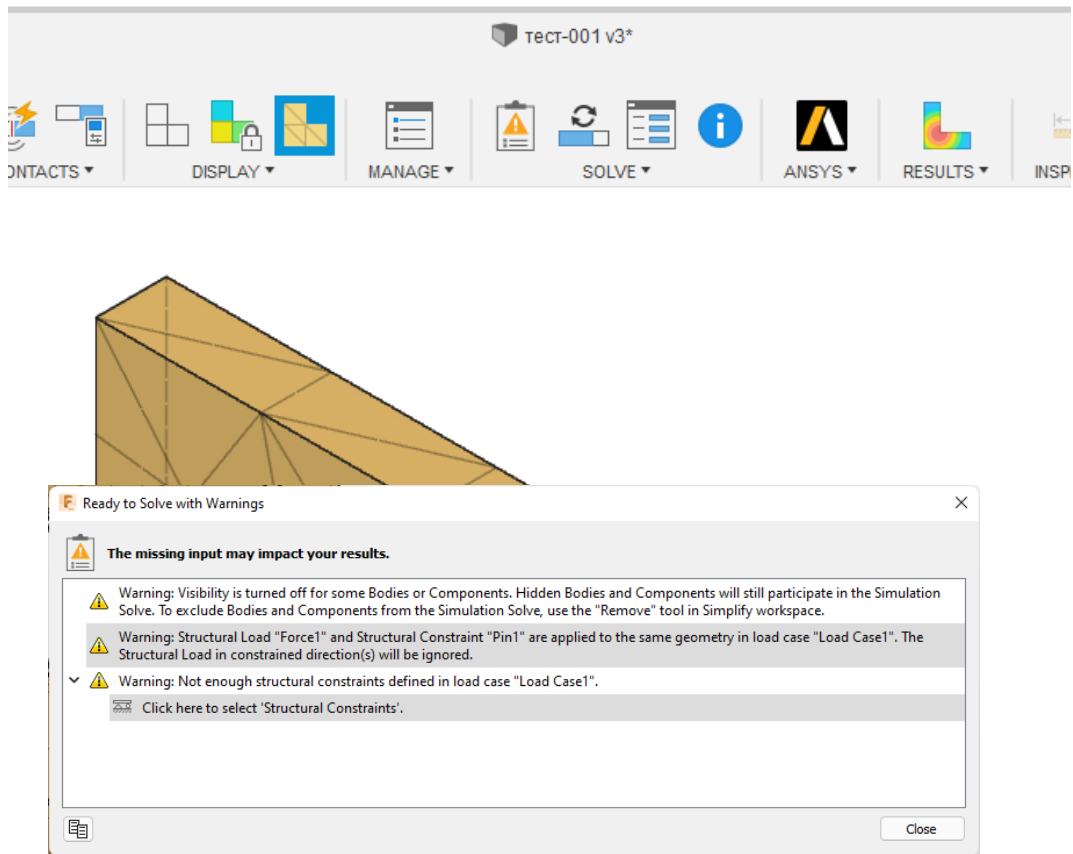 тест-001 v3*
ONTACTS ▾
DISPLAY ▾
MANAGE ▾
SOLVE ▾
ANSYS ▾
RESULTS ▾
INSP
Ready to Solve with Warnings
The missing input may impact your results.
Warning: Visibility is turned off for some Bodies or Components. Hidden Bodies and Components will still participate in the Simulation
Solve. To exclude Bodies and Components from the Simulation Solve, use the "Remove" tool in Simplify workspace.
Warning: Structural Load "Force1" and Structural Constraint "Pin1" are applied to the same geometry in load case "Load Case1". The
Structural Load in constrained direction(s) will be ignored.
Warning: Not enough structural constraints defined in load case "Load Case1".
Click here to select 'Structural Constraints'.
Close